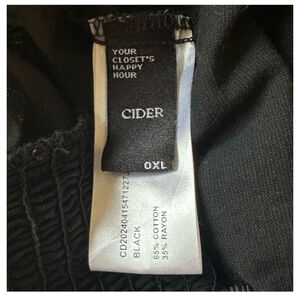 YOUR
CLOSET'S
HAPPY
HOUR
CIDER
0XL
BLACK
65% COTTON
35% RAYON